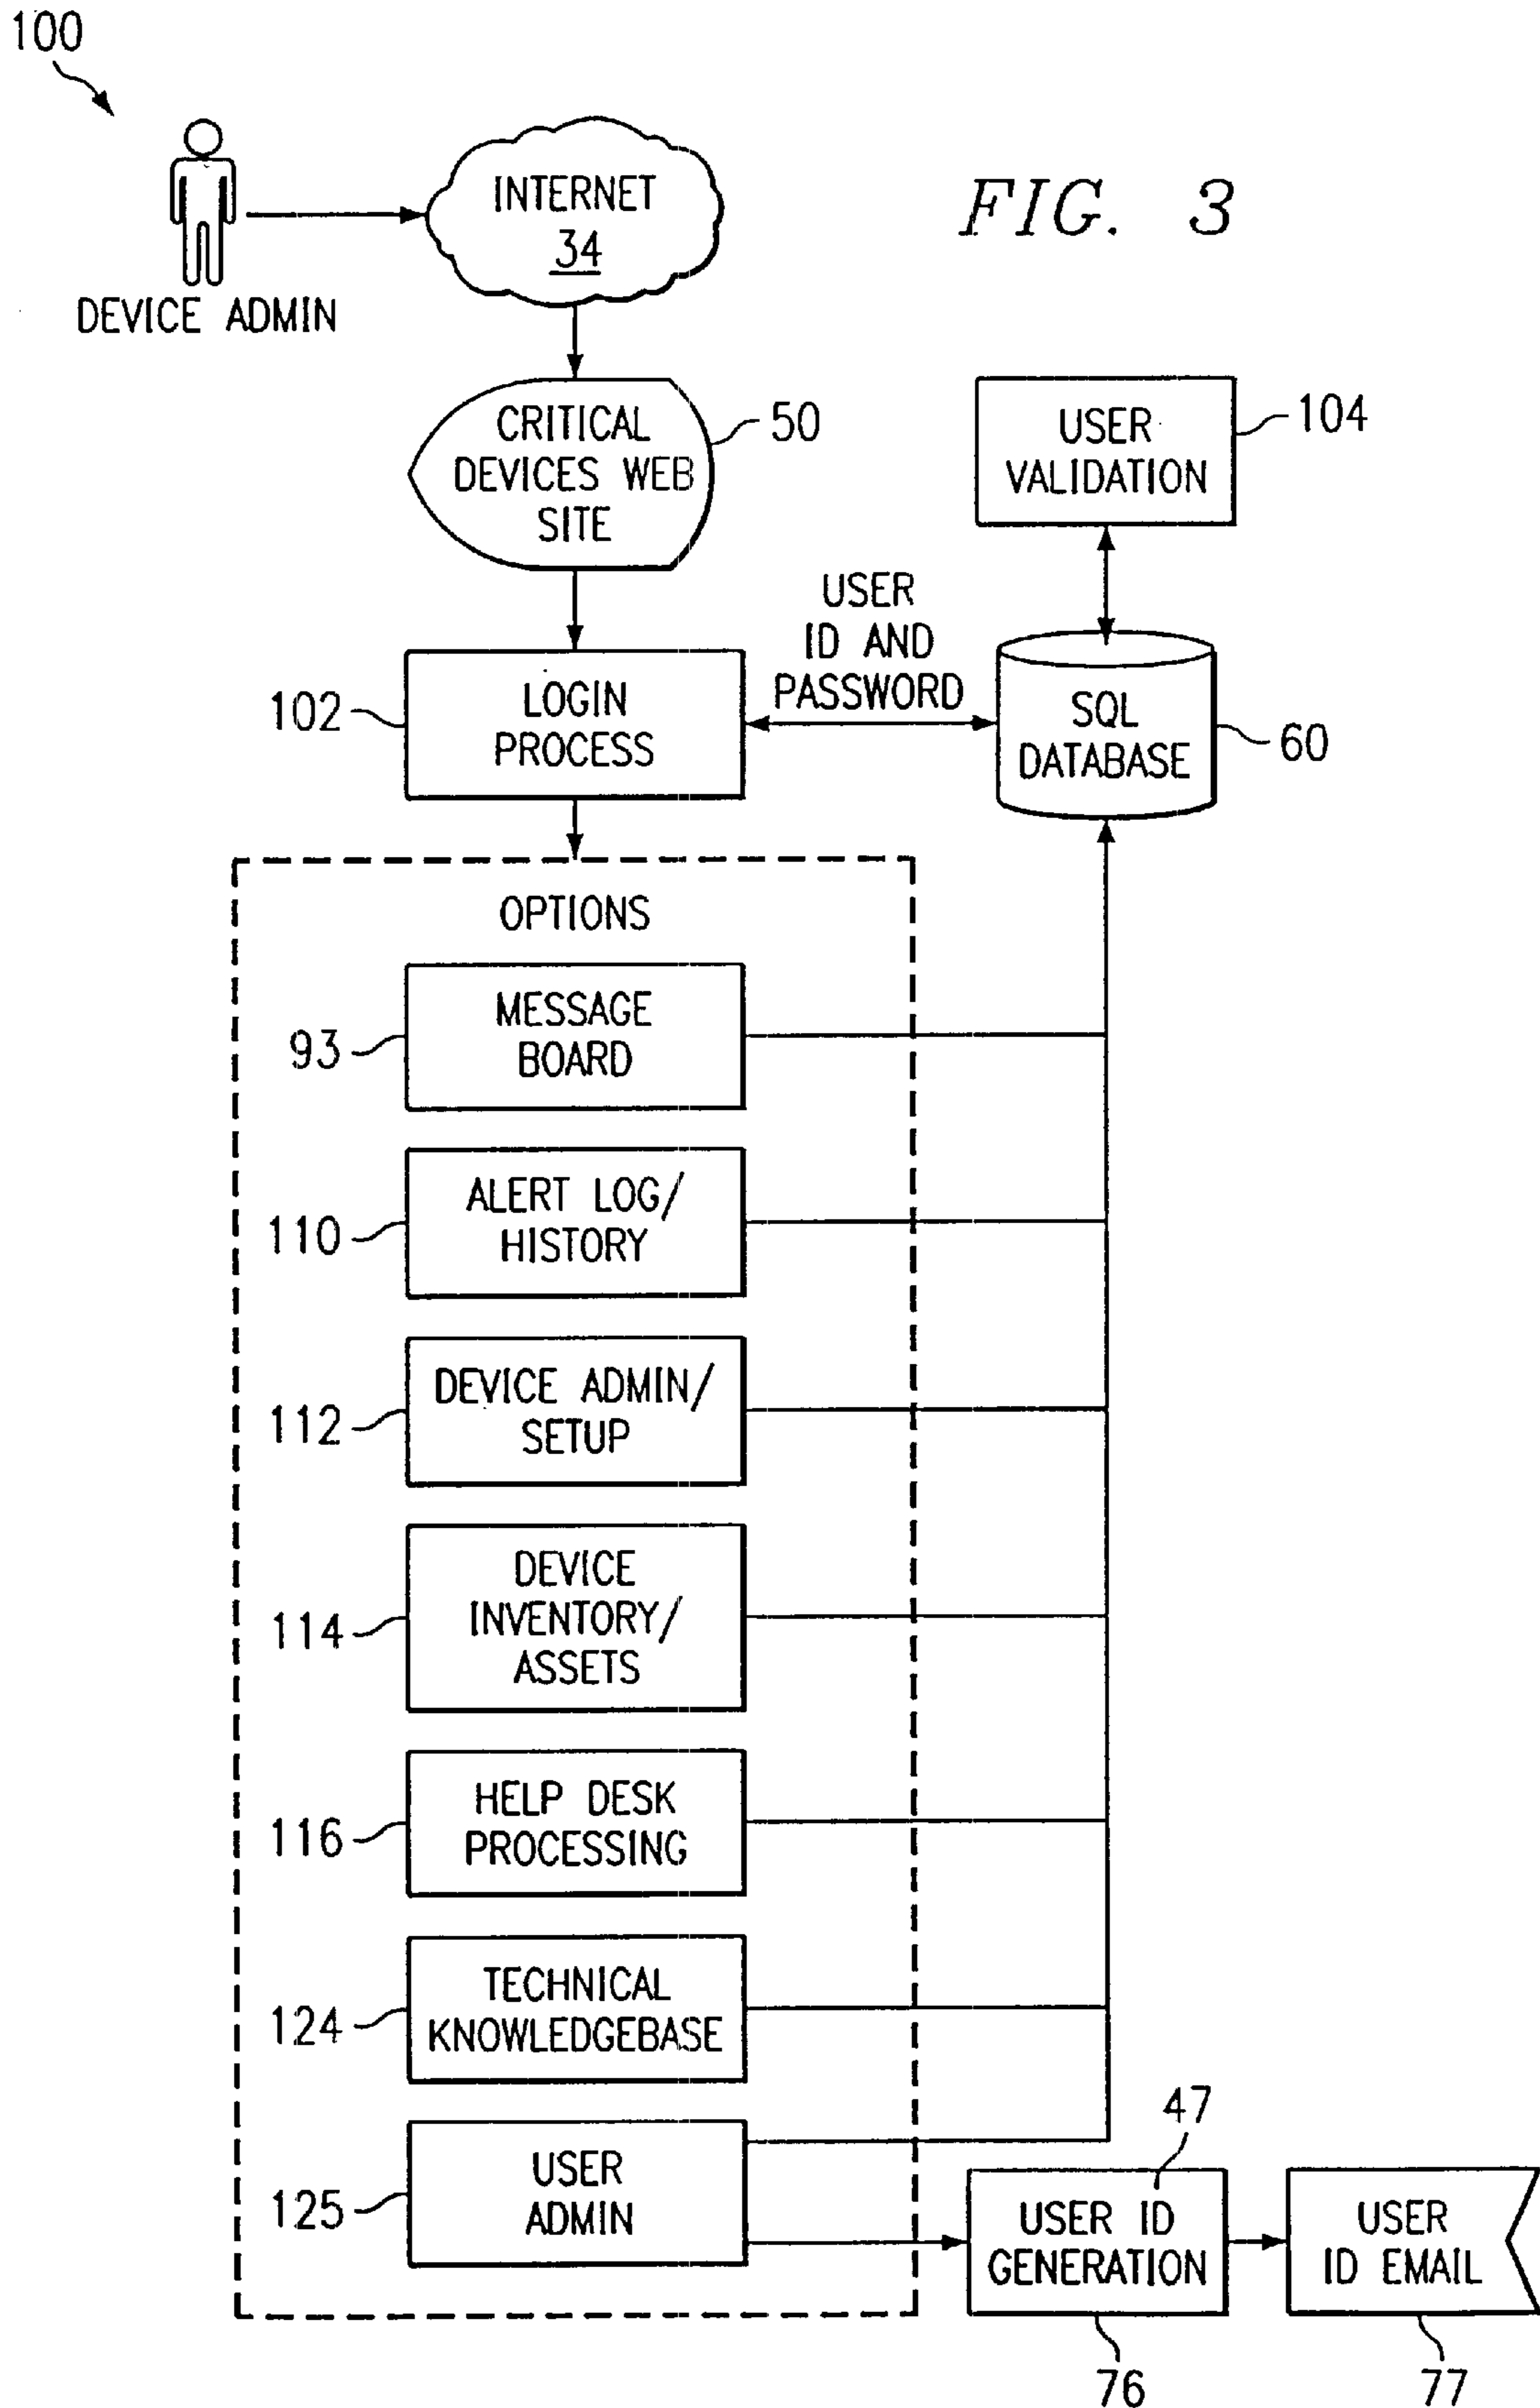 100
INTERNET
34
FIG. 3
DEVICE ADMIN
CRITICAL
DEVICES WEB
SITE
50
USER
VALIDATION
104
USER
ID AND
PASSWORD
102
LOGIN
PROCESS
SQL
DATABASE
60
OPTIONS
93
MESSAGE
BOARD
110
ALERT LOG/
HISTORY
112
DEVICE ADMIN/
SETUP
114
DEVICE
INVENTORY/
ASSETS
116
HELP DESK
PROCESSING
124
TECHNICAL
KNOWLEDGEBASE
125
USER
ADMIN
47
USER ID
GENERATION
76
USER
ID EMAIL
77